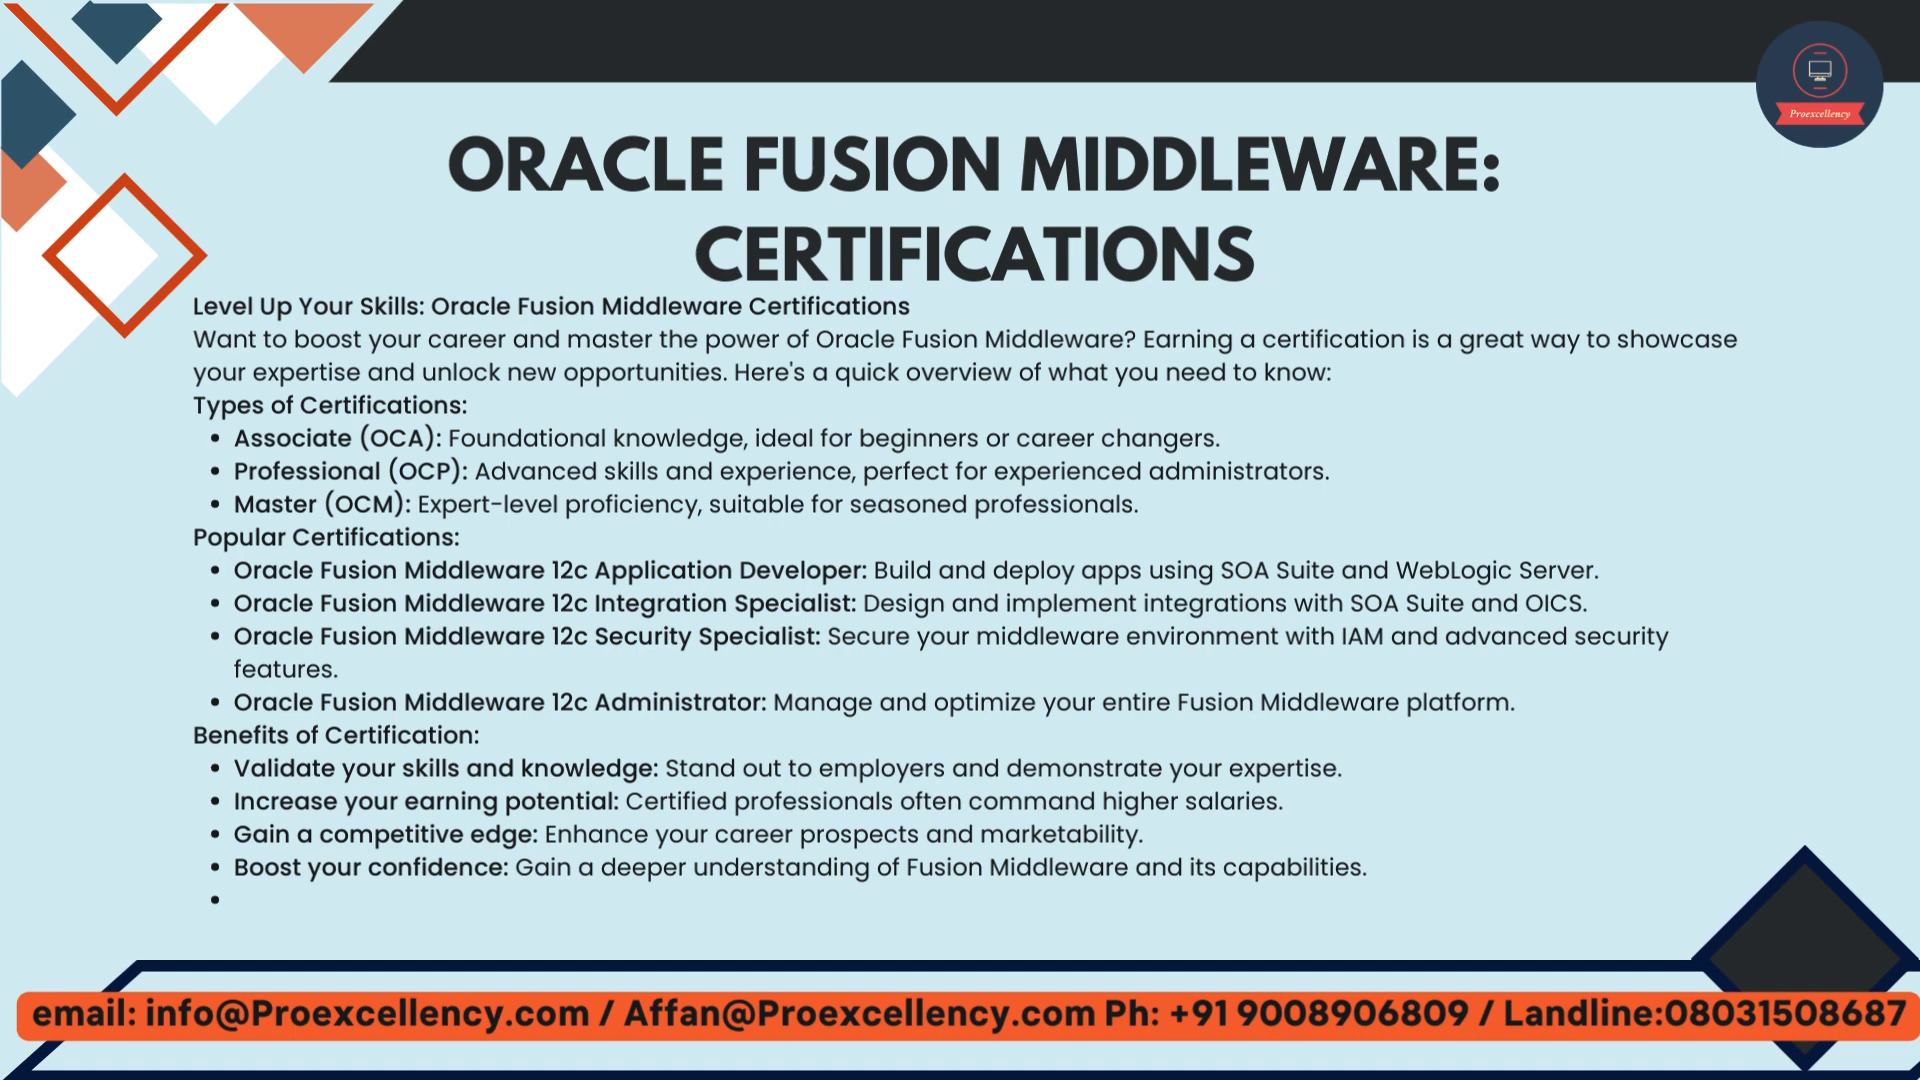 Proexcellency
ORACLE FUSION MIDDLEWARE:
CERTIFICATIONS
Level Up Your Skills: Oracle Fusion Middleware Certifications
Want to boost your career and master the power of Oracle Fusion Middleware? Earning a certification is a great way to showcase
your expertise and unlock new opportunities. Here's a quick overview of what you need to know:
Types of Certifications:
• Associate (OCA): Foundational knowledge, ideal for beginners or career changers.
• Professional (OCP): Advanced skills and experience, perfect for experienced administrators.
• Master (OCM): Expert-level proficiency, suitable for seasoned professionals.
Popular Certifications:
• Oracle Fusion Middleware 12c Application Developer: Build and deploy apps using SOA Suite and WebLogic Server.
• Oracle Fusion Middleware 12c Integration Specialist: Design and implement integrations with SOA Suite and OICS.
• Oracle Fusion Middleware 12c Security Specialist: Secure your middleware environment with IAM and advanced security
features.
• Oracle Fusion Middleware 12c Administrator: Manage and optimize your entire Fusion Middleware platform.
Benefits of Certification:
• Validate your skills and knowledge: Stand out to employers and demonstrate your expertise.
• Increase your earning potential: Certified professionals often command higher salaries.
• Gain a competitive edge: Enhance your career prospects and marketability.
• Boost your confidence: Gain a deeper understanding of Fusion Middleware and its capabilities.
•
email: info@Proexcellency.com / Affan@Proexcellency.com Ph: +91 9008906809 / Landline:08031508687